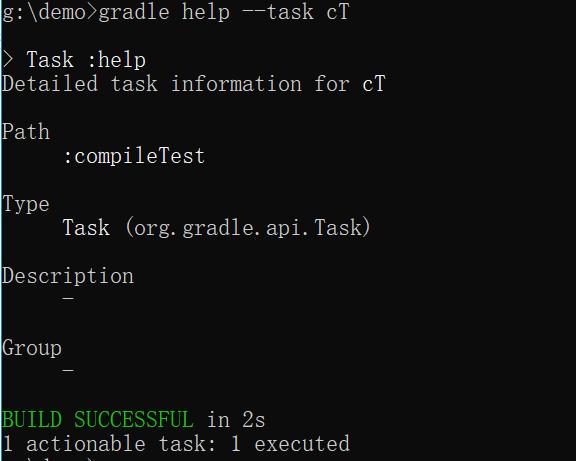 g:\demo>gradle help --task cT
> Task :help
Detailed task information for cT
Path
:compileTest
Type
Task (org.gradle.api.Task)
Description
-
Group
-
BUILD SUCCESSFUL in 2s
1 actionable task: 1 executed